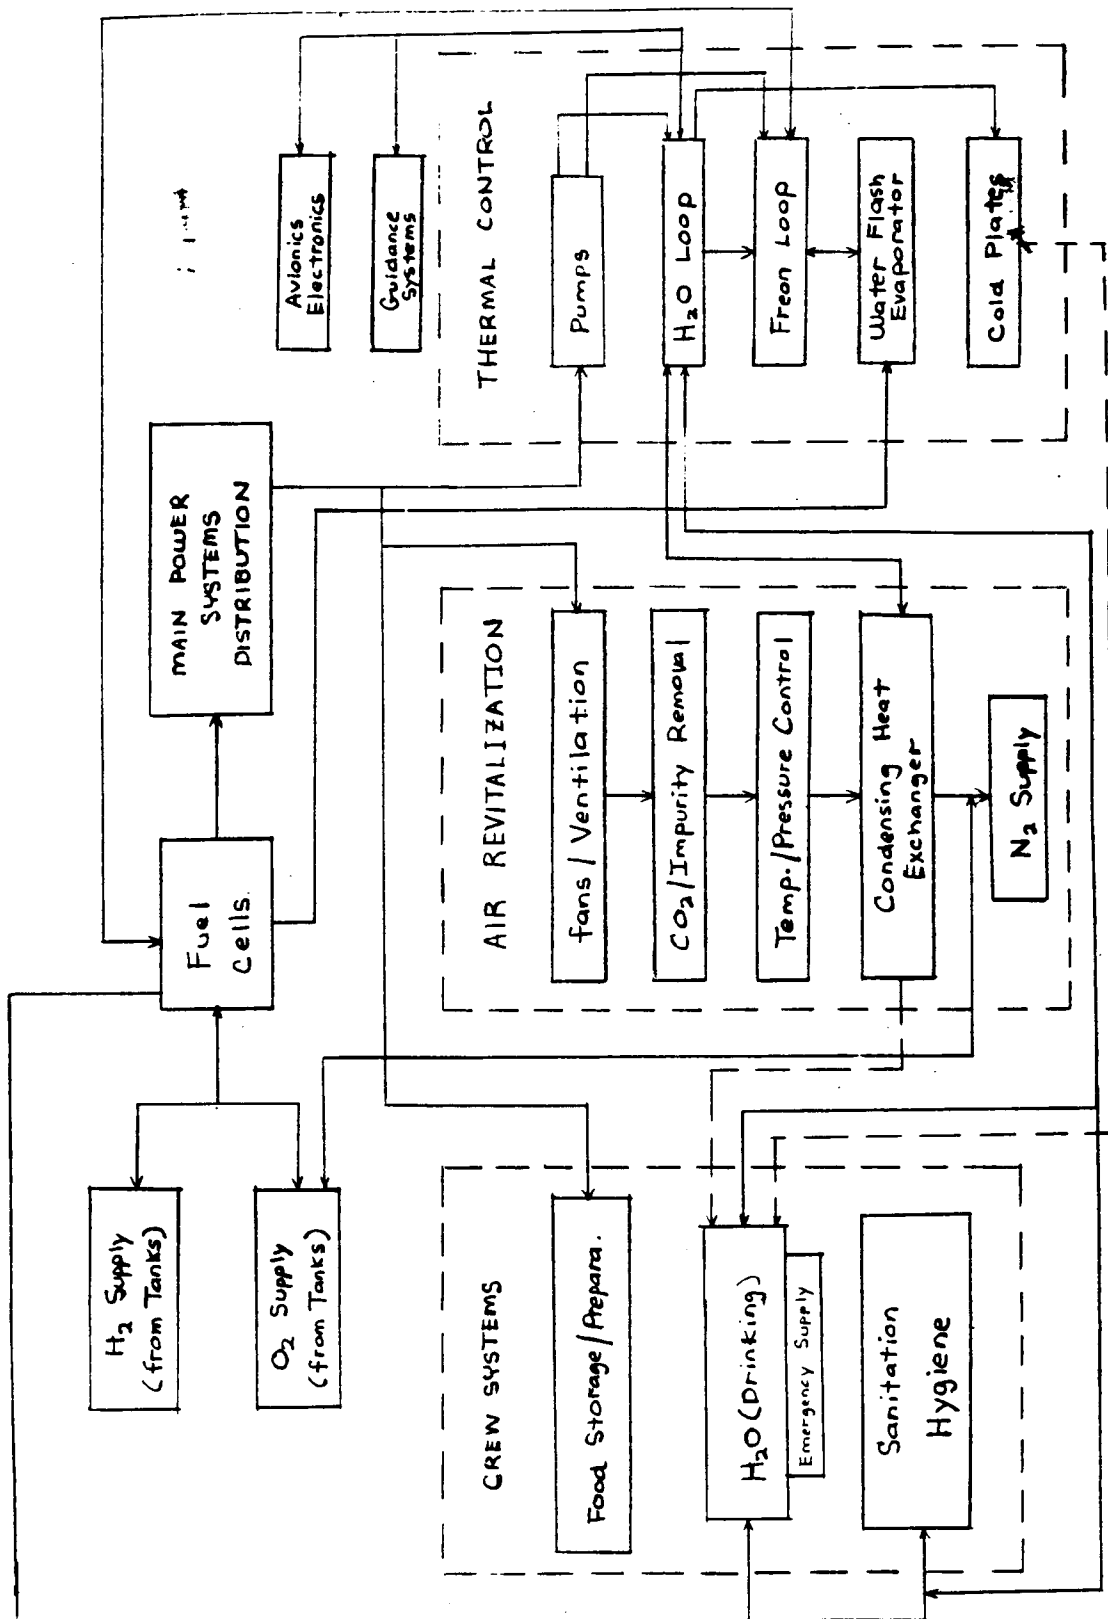 H₂ Supply
(from Tanks)
O₂ Supply
(from Tanks)
Fuel
Cells
MAIN POWER
SYSTEMS
DISTRIBUTION
Avionics
Electronics
Guidance
Systems
CREW SYSTEMS
Food Storage/Prepara.
H₂O (Drinking)
Emergency Supply
Sanitation
Hygiene
AIR REVITALIZATION
fans/Ventilation
CO₂/Impurity Removal
Temp./Pressure Control
Condensing Heat
Exchanger
N₂ Supply
THERMAL CONTROL
Pumps
H₂O Loop
Freon Loop
Water Flash
Evaporator
Cold Plates